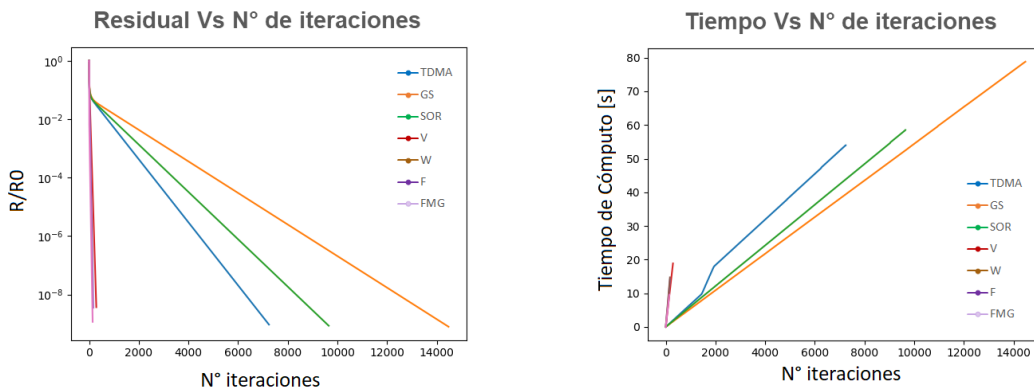 Residual Vs N° de iteraciones
10⁰
10⁻²
10⁻⁴
10⁻⁶
10⁻⁸
R/R0
TDMA
GS
SOR
V
W
F
FMG
0 2000 4000 6000 8000 10000 12000 14000
N° iteraciones
Tiempo Vs N° de iteraciones
80
70
60
50
40
30
20
10
0
Tiempo de Cómputo [s]
TDMA
GS
SOR
V
W
F
FMG
0 2000 4000 6000 8000 10000 12000 14000
N° iteraciones